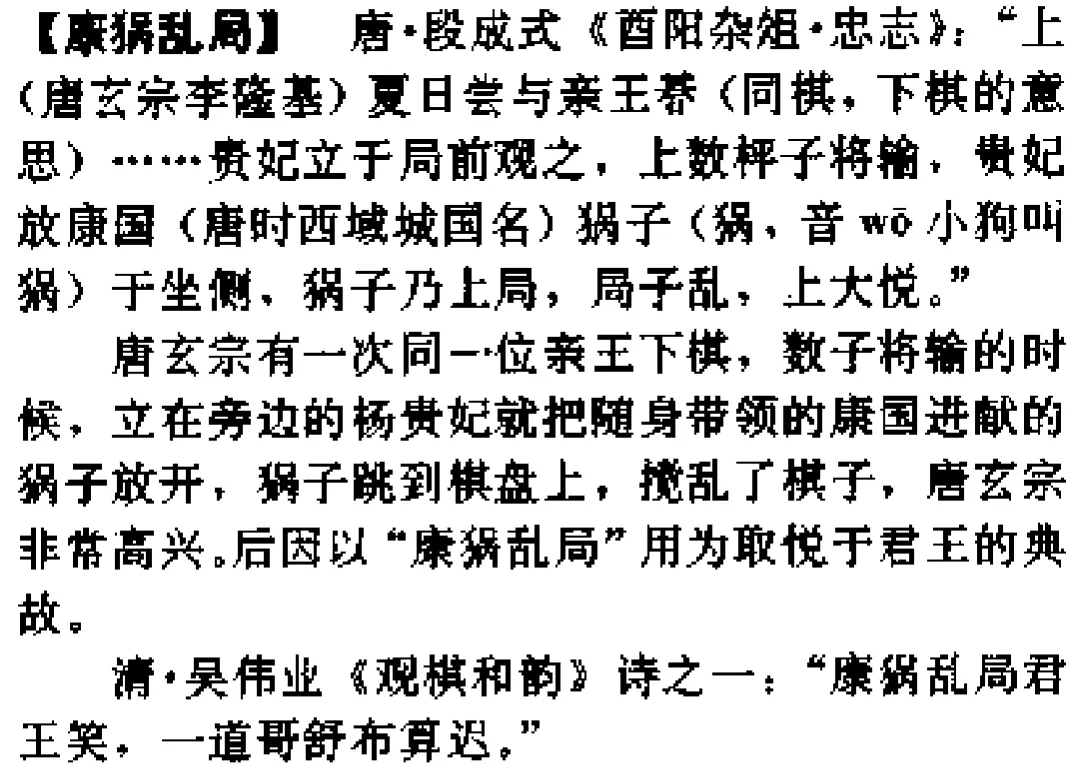 【康猧乱局】 唐·段成式《酉阳杂俎·忠志》：“上
（唐玄宗李隆基）夏日尝与亲王棊（同棋，下棋的意
思）……贵妃立于局前观之，上数枰子将输，贵妃
放康国（唐时西域城国名）猧子（猧，音 wō 小狗叫
猧）于坐侧，猧子乃上局，局子乱，上大悦。”
唐玄宗有一次同一位亲王下棋，数子将输的时
候，立在旁边的杨贵妃就把随身带领的康国进献的
猧子放开，猧子跳到棋盘上，搅乱了棋子，唐玄宗
非常高兴。后因以“康猧乱局”用为取悦于君王的典
故。
清·吴伟业《观棋和韵》诗之一：“康猧乱局君
王笑，一道哥舒布算迟。”